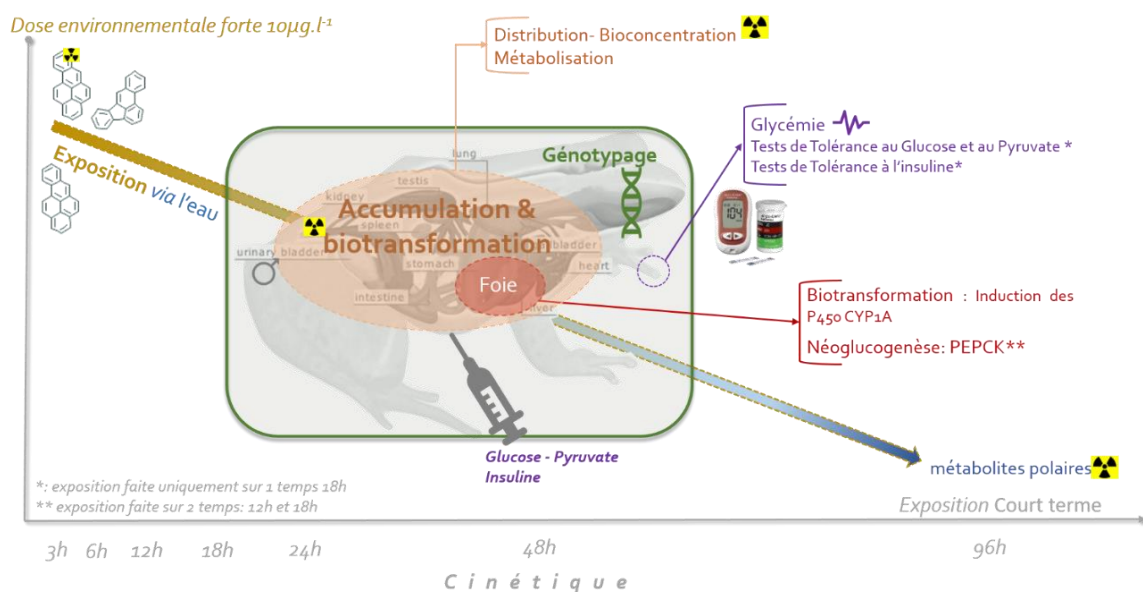 Dose environnementale forte 10µg.l⁻¹
Distribution- Bioconcentration
Métabolisation
Exposition via l'eau
Glycémie
Tests de Tolérance au Glucose et au Pyruvate *
Tests de Tolérance à l'insuline*
104
Génotypage
lung
testis
kidney
spleen
Accumulation &
biotransformation
urinary bladder
bladder
stomach
heart
Foie
intestine
liver
Biotransformation : Induction des
P450 CYP1A
Néoglucogenèse: PEPCK**
Glucose - Pyruvate
Insuline
métabolites polaires
*: exposition faite uniquement sur 1 temps 18h
** exposition faite sur 2 temps: 12h et 18h
Exposition Court terme
3h 6h 12h 18h 24h 48h 96h
Cinétique